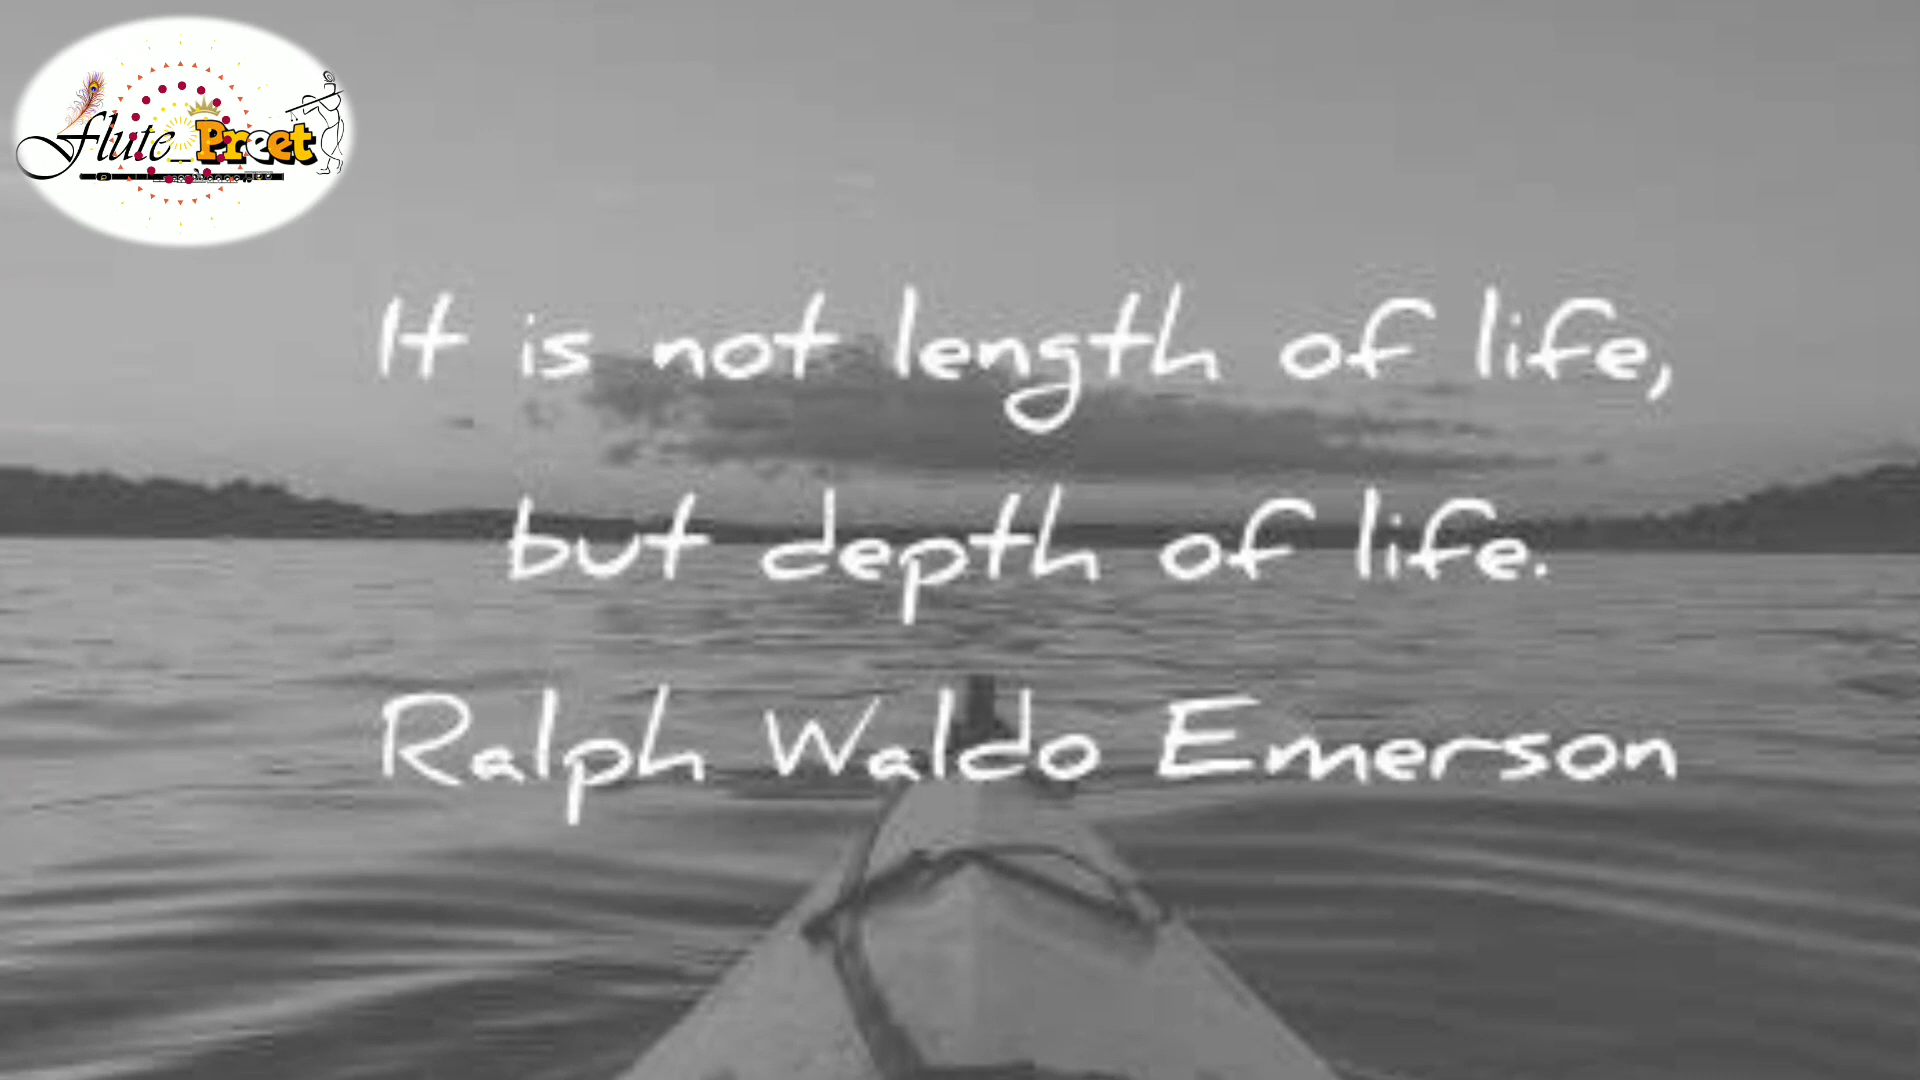 flute_Preet
It is not length of life,
but depth of life.
Ralph Waldo Emerson